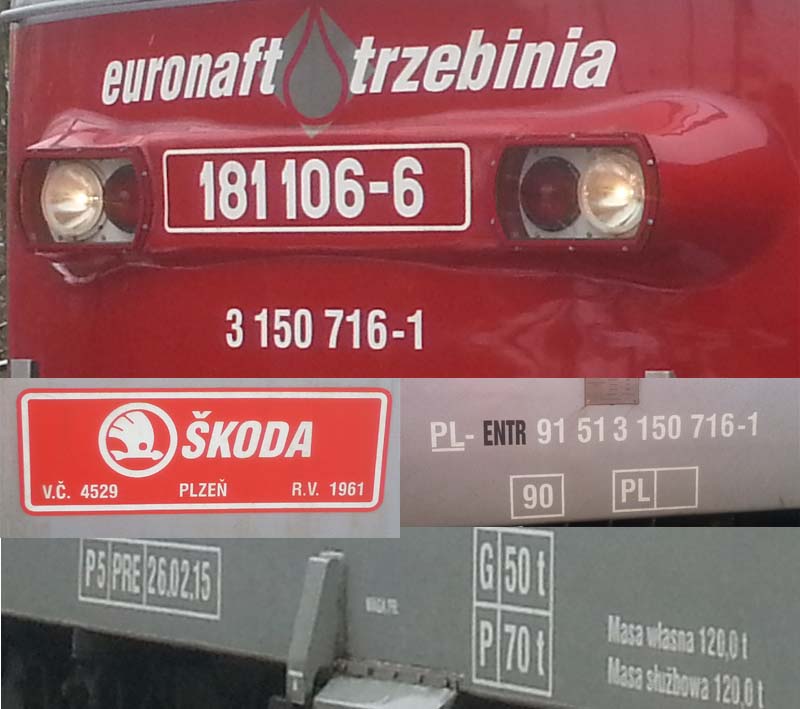 euronaft trzebinia
181 106-6
3 150 716-1
ŠKODA
V.Č. 4529 PLZEŇ R.V. 1961
PL- ENTR 91 51 3 150 716-1
90 PL
P5 PRE 26.02.15
G 50 t
P 70 t
Masa własna 120,0 t
Masa służbowa 120,0 t